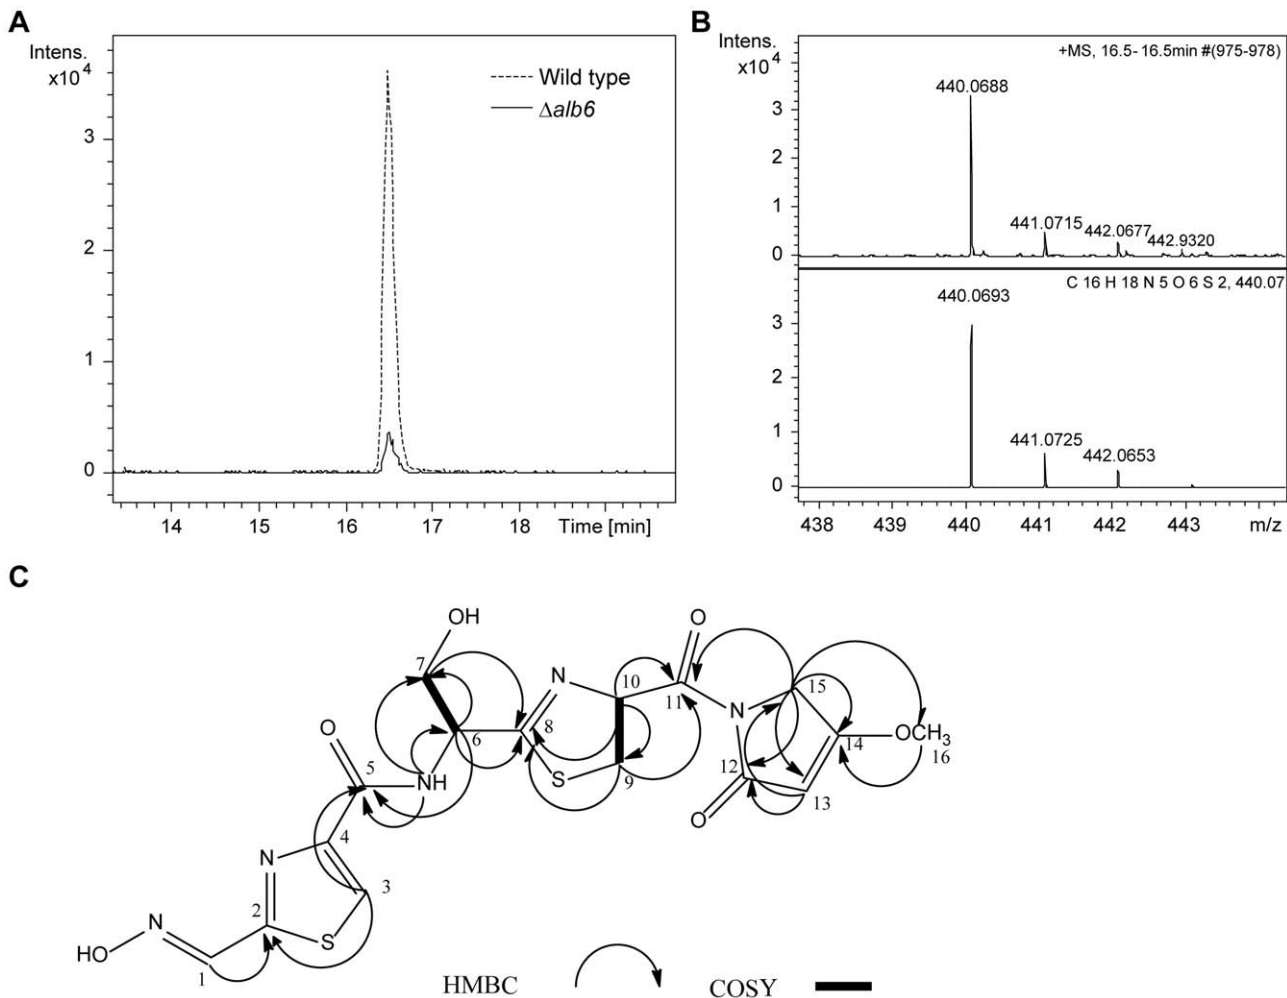 A
Intens.
x10 4
3
2
1
0
14 15 16 17 18 Time [min]
Wild type
Δalb6
B
Intens.
x10 4
+MS, 16.5- 16.5min #(975-978)
440.0688
441.0715
442.0677
442.9320
3
2
1
0
C 16 H 18 N 5 O 6 S 2, 440.07
440.0693
441.0725
442.0653
3
2
1
0
438 439 440 441 442 443 m/z
C
OH
O
7
N
10
15
11
N
O
6
8
14
OCH3
16
5
NH
S
9
12
13
O
4
N
3
2
N
HO
S
1
HMBC
COSY